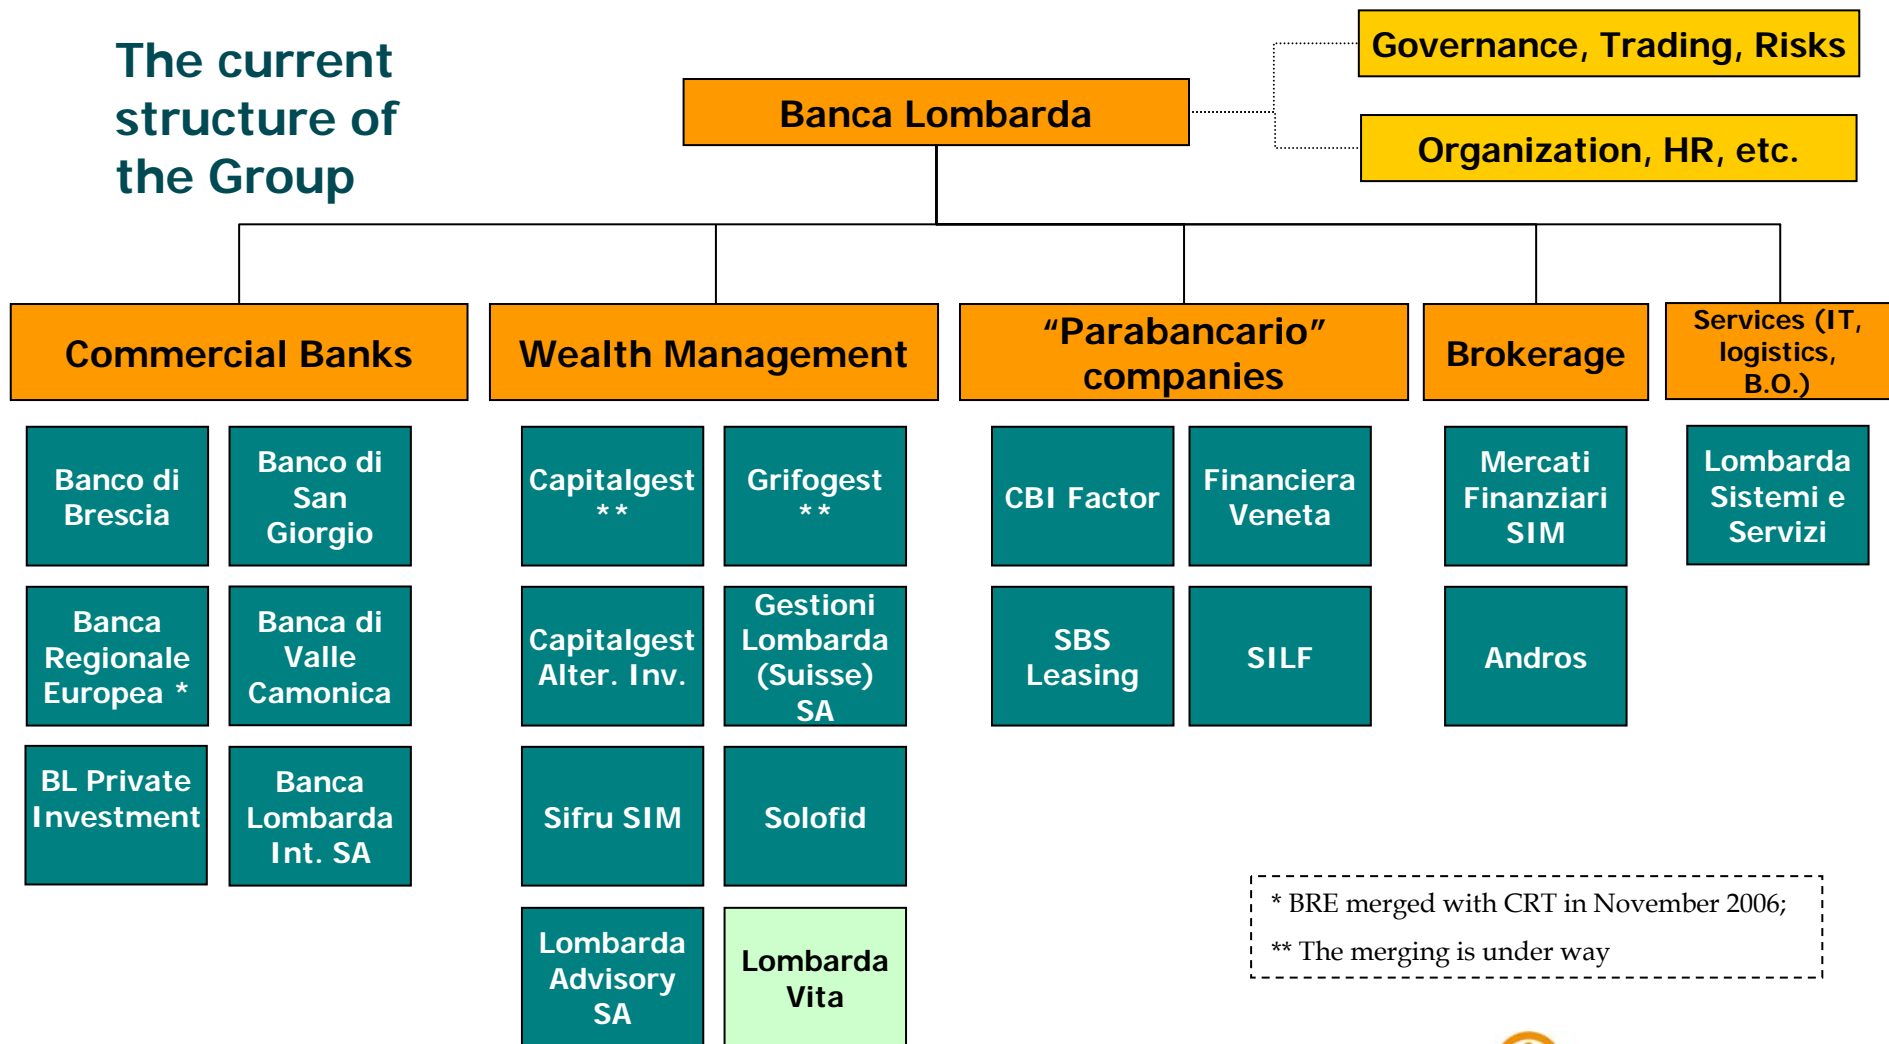 The current
structure of
the Group
Governance, Trading, Risks
Banca Lombarda
Organization, HR, etc.
Commercial Banks
Wealth Management
“Parabancario”
companies
Brokerage
Services (IT,
logistics,
B.O.)
Banco di
Brescia
Banco di
San
Giorgio
Banca
Regionale
Europea *
Banca di
Valle
Camonica
BL Private
Investment
Banca
Lombarda
Int. SA
Capitalgest
**
Grifogest
**
Capitalgest
Alter. Inv.
Gestioni
Lombarda
(Suisse)
SA
Sifru SIM
Solofid
Lombarda
Advisory
SA
Lombarda
Vita
CBI Factor
Financiera
Veneta
SBS
Leasing
SILF
Mercati
Finanziari
SIM
Andros
Lombarda
Sistemi e
Servizi
* BRE merged with CRT in November 2006;
** The merging is under way